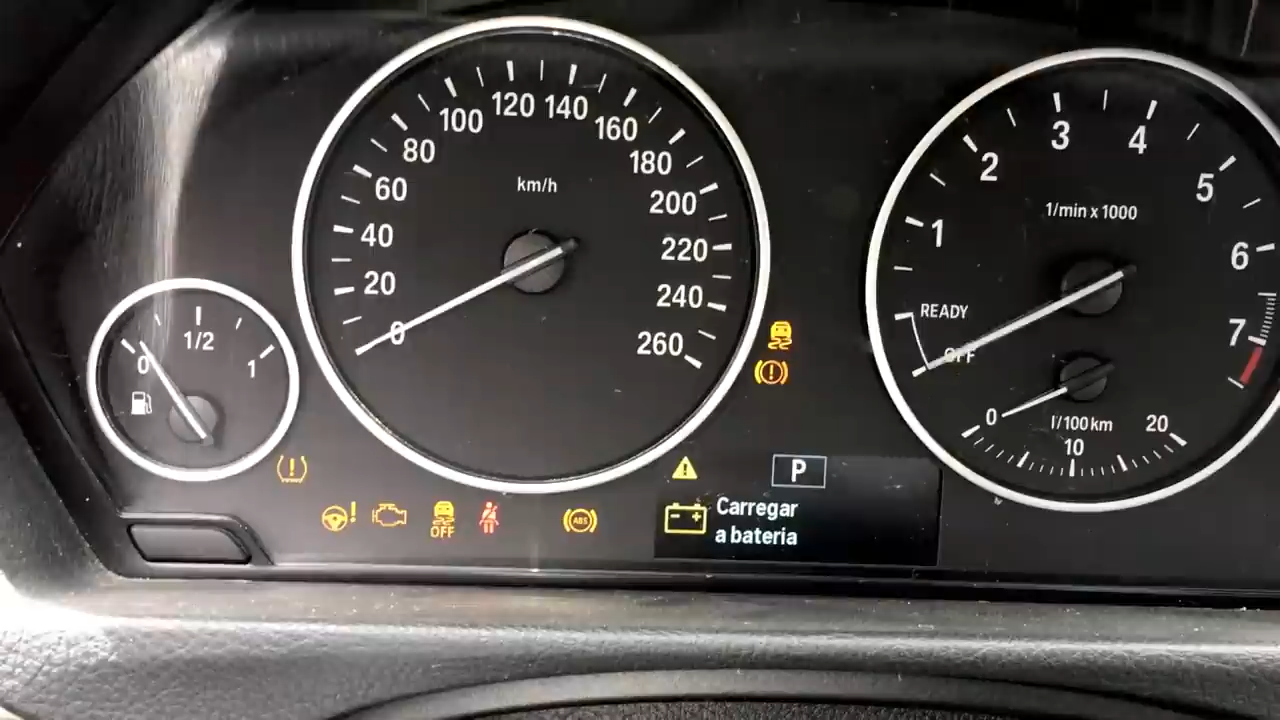 0
20
40
60
80
100
120
140
160
180
200
220
240
260
km/h
0
1/2
1
READY
OFF
1
2
3
4
5
6
7
1/min x 1000
0
10
20
l/100 km
OFF
ABS
P
Carregar
a bateria